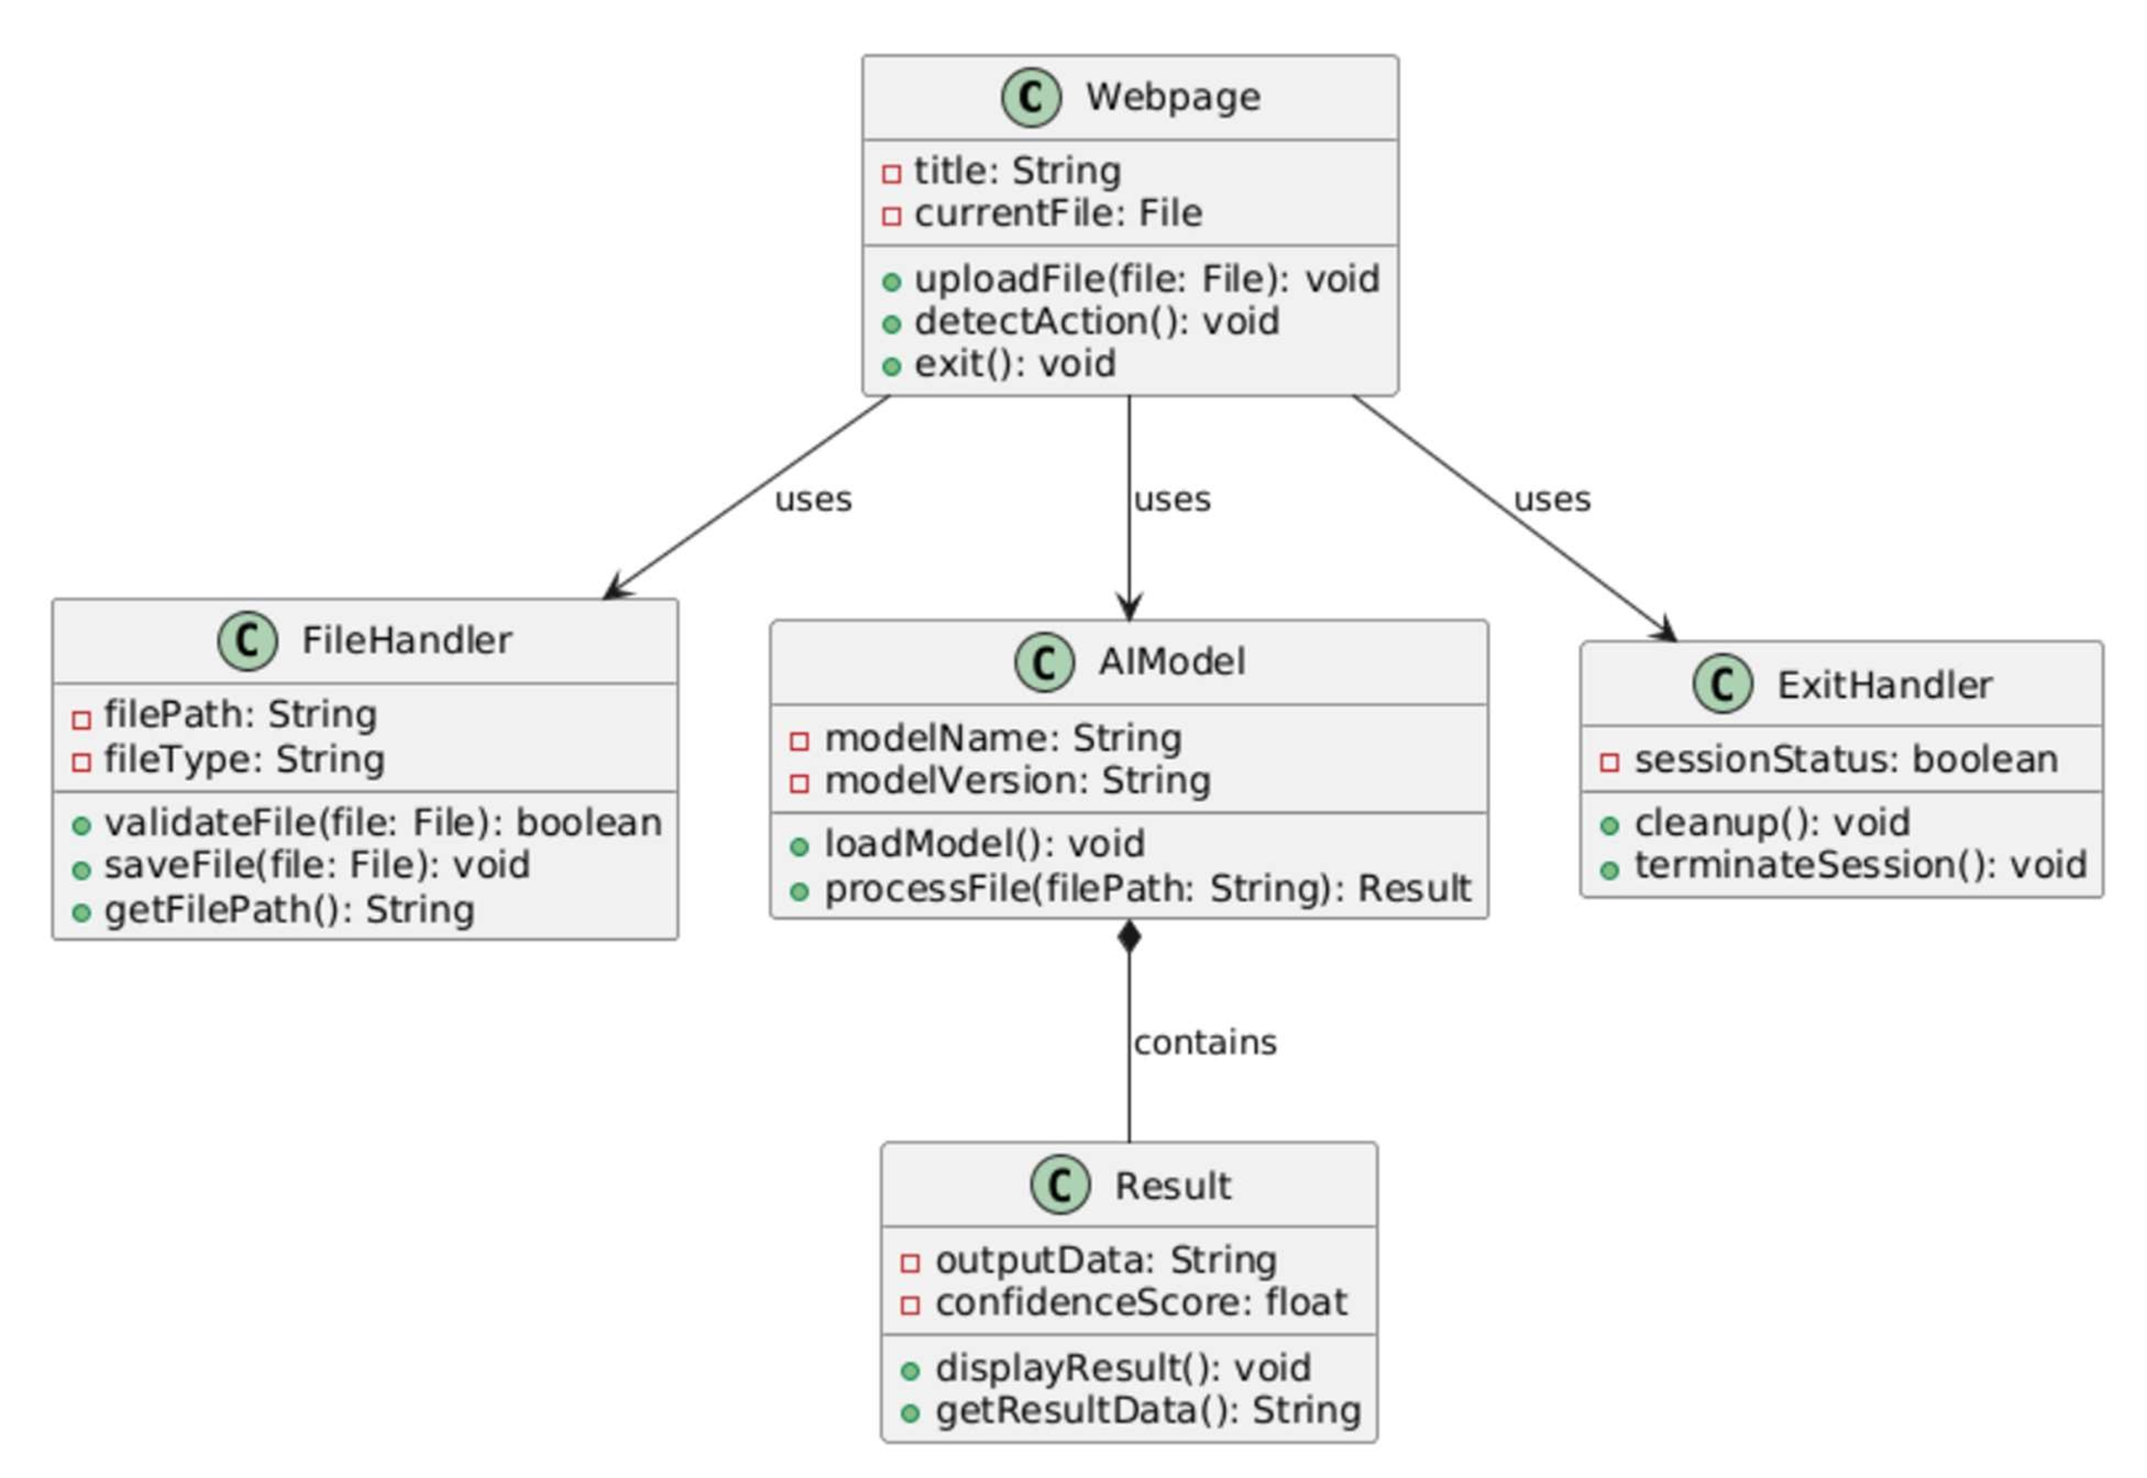 C Webpage
title: String
currentFile: File
uploadFile(file: File): void
detectAction(): void
exit(): void
uses
uses
uses
C FileHandler
filePath: String
fileType: String
validateFile(file: File): boolean
saveFile(file: File): void
getFilePath(): String
C AIModel
modelName: String
modelVersion: String
loadModel(): void
processFile(filePath: String): Result
C ExitHandler
sessionStatus: boolean
cleanup(): void
terminateSession(): void
contains
C Result
outputData: String
confidenceScore: float
displayResult(): void
getResultData(): String